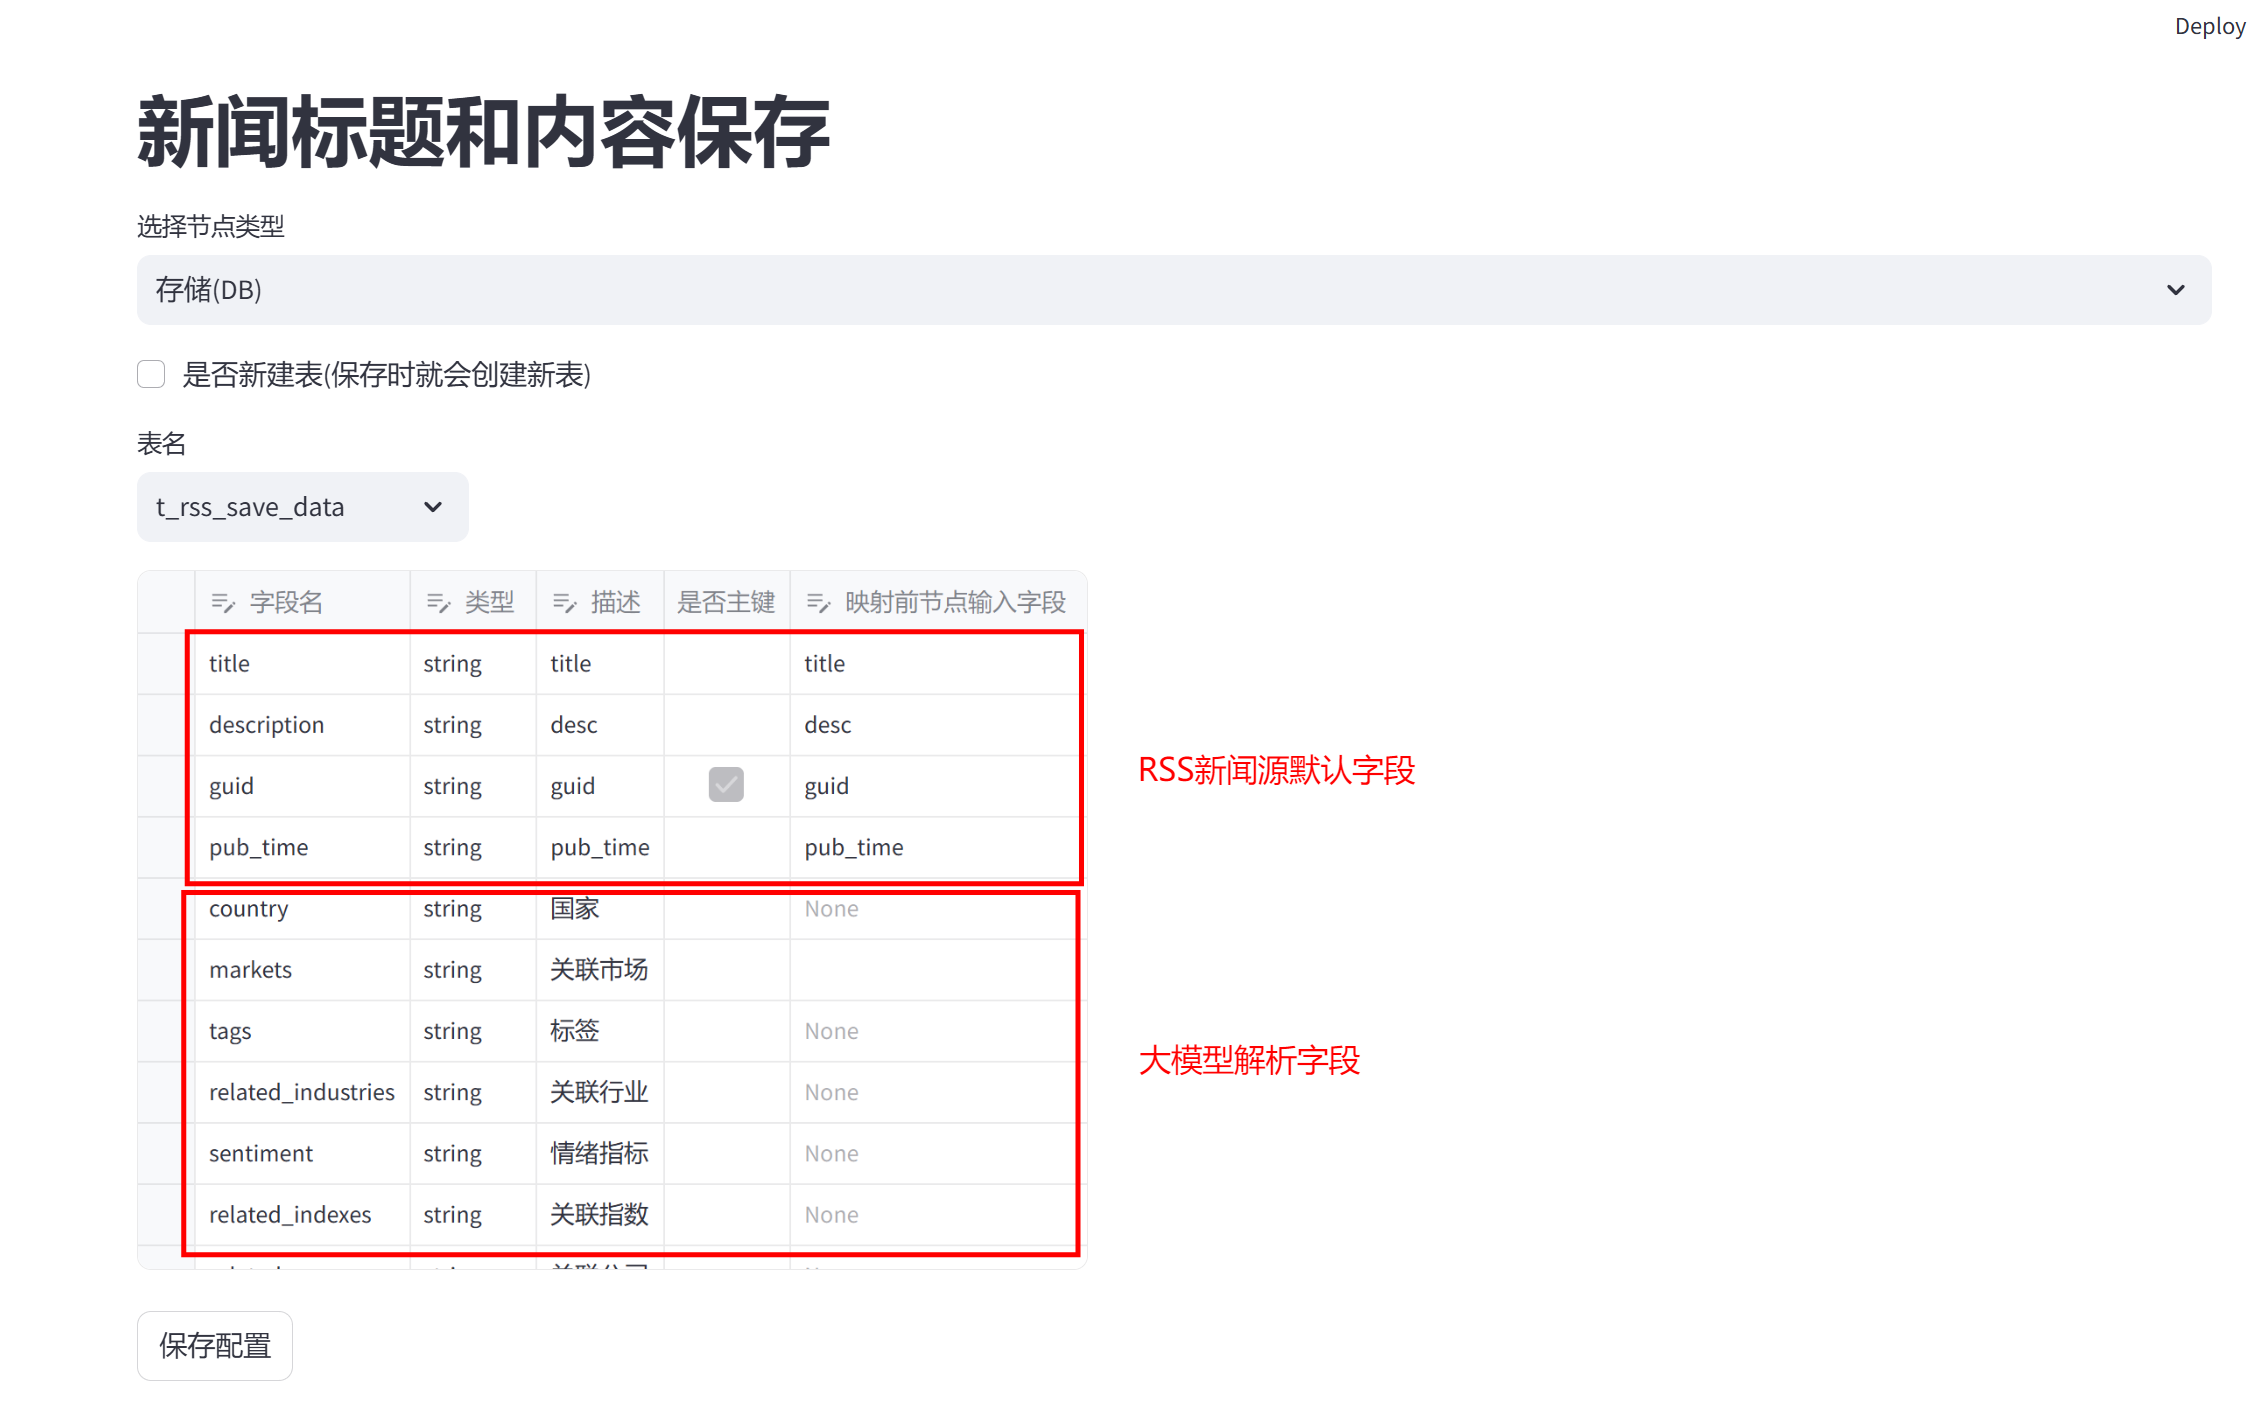 Deploy
新闻标题和内容保存
选择节点类型
存储(DB)
是否新建表(保存时就会创建新表)
表名
t_rss_save_data
字段名 类型 描述 是否主键 映射前节点输入字段
title string title title
description string desc desc
guid string guid guid
pub_time string pub_time pub_time
RSS新闻源默认字段
country string 国家 None
markets string 关联市场
tags string 标签 None
related_industries string 关联行业 None
sentiment string 情绪指标 None
related_indexes string 关联指数 None
大模型解析字段
保存配置